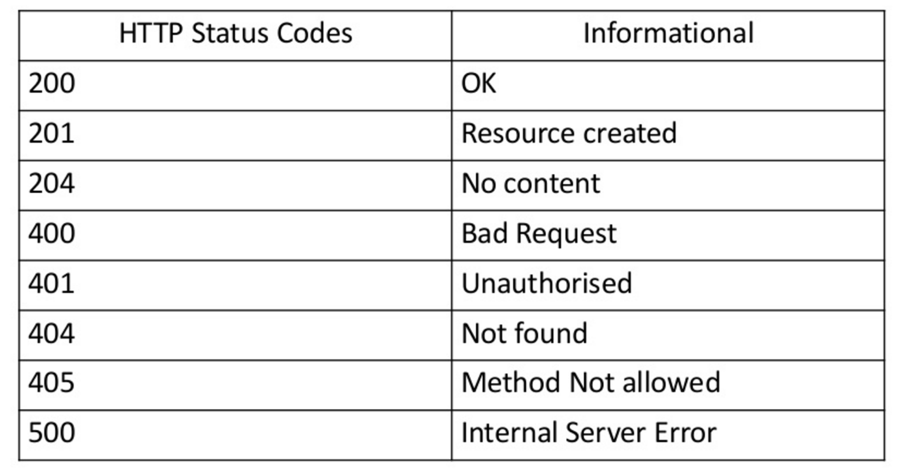 HTTP Status Codes Informational
200 OK
201 Resource created
204 No content
400 Bad Request
401 Unauthorised
404 Not found
405 Method Not allowed
500 Internal Server Error